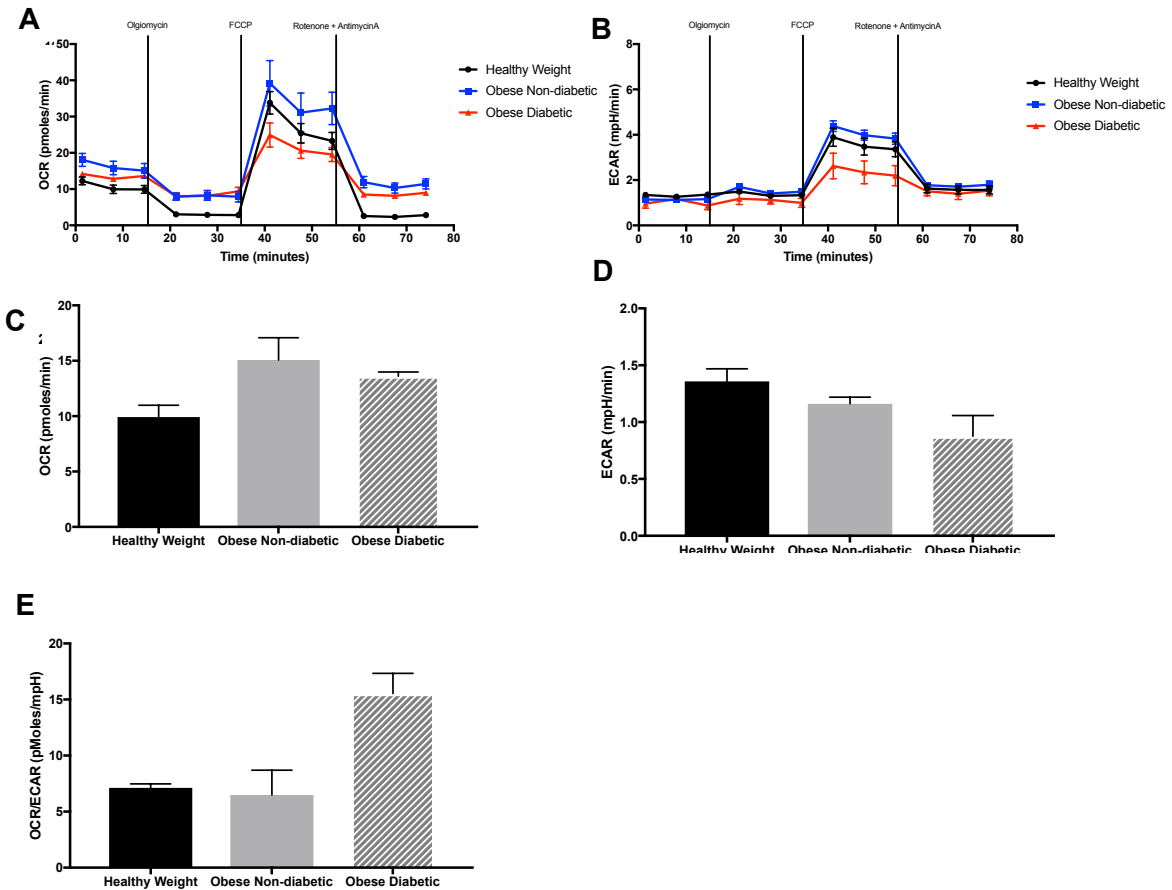 A
Olgiomycin
FCCP
Rotenone + AntimycinA
50
40
30
20
10
0
OCR (pmoles/min)
0 10 20 30 40 50 60 70 80
Time (minutes)
Healthy Weight
Obese Non-diabetic
Obese Diabetic
B
Olgiomycin
FCCP
Rotenone + AntimycinA
8
6
4
2
0
ECAR (mpH/min)
0 10 20 30 40 50 60 70 80
Time (minutes)
Healthy Weight
Obese Non-diabetic
Obese Diabetic
C
20
15
10
5
0
OCR (pmoles/min)
Healthy Weight Obese Non-diabetic Obese Diabetic
D
2.0
1.5
1.0
0.5
0.0
ECAR (mpH/min)
Healthy Weight Obese Non-diabetic Obese Diabetic
E
20
15
10
5
0
OCR/ECAR (pMoles/mpH)
Healthy Weight Obese Non-diabetic Obese Diabetic